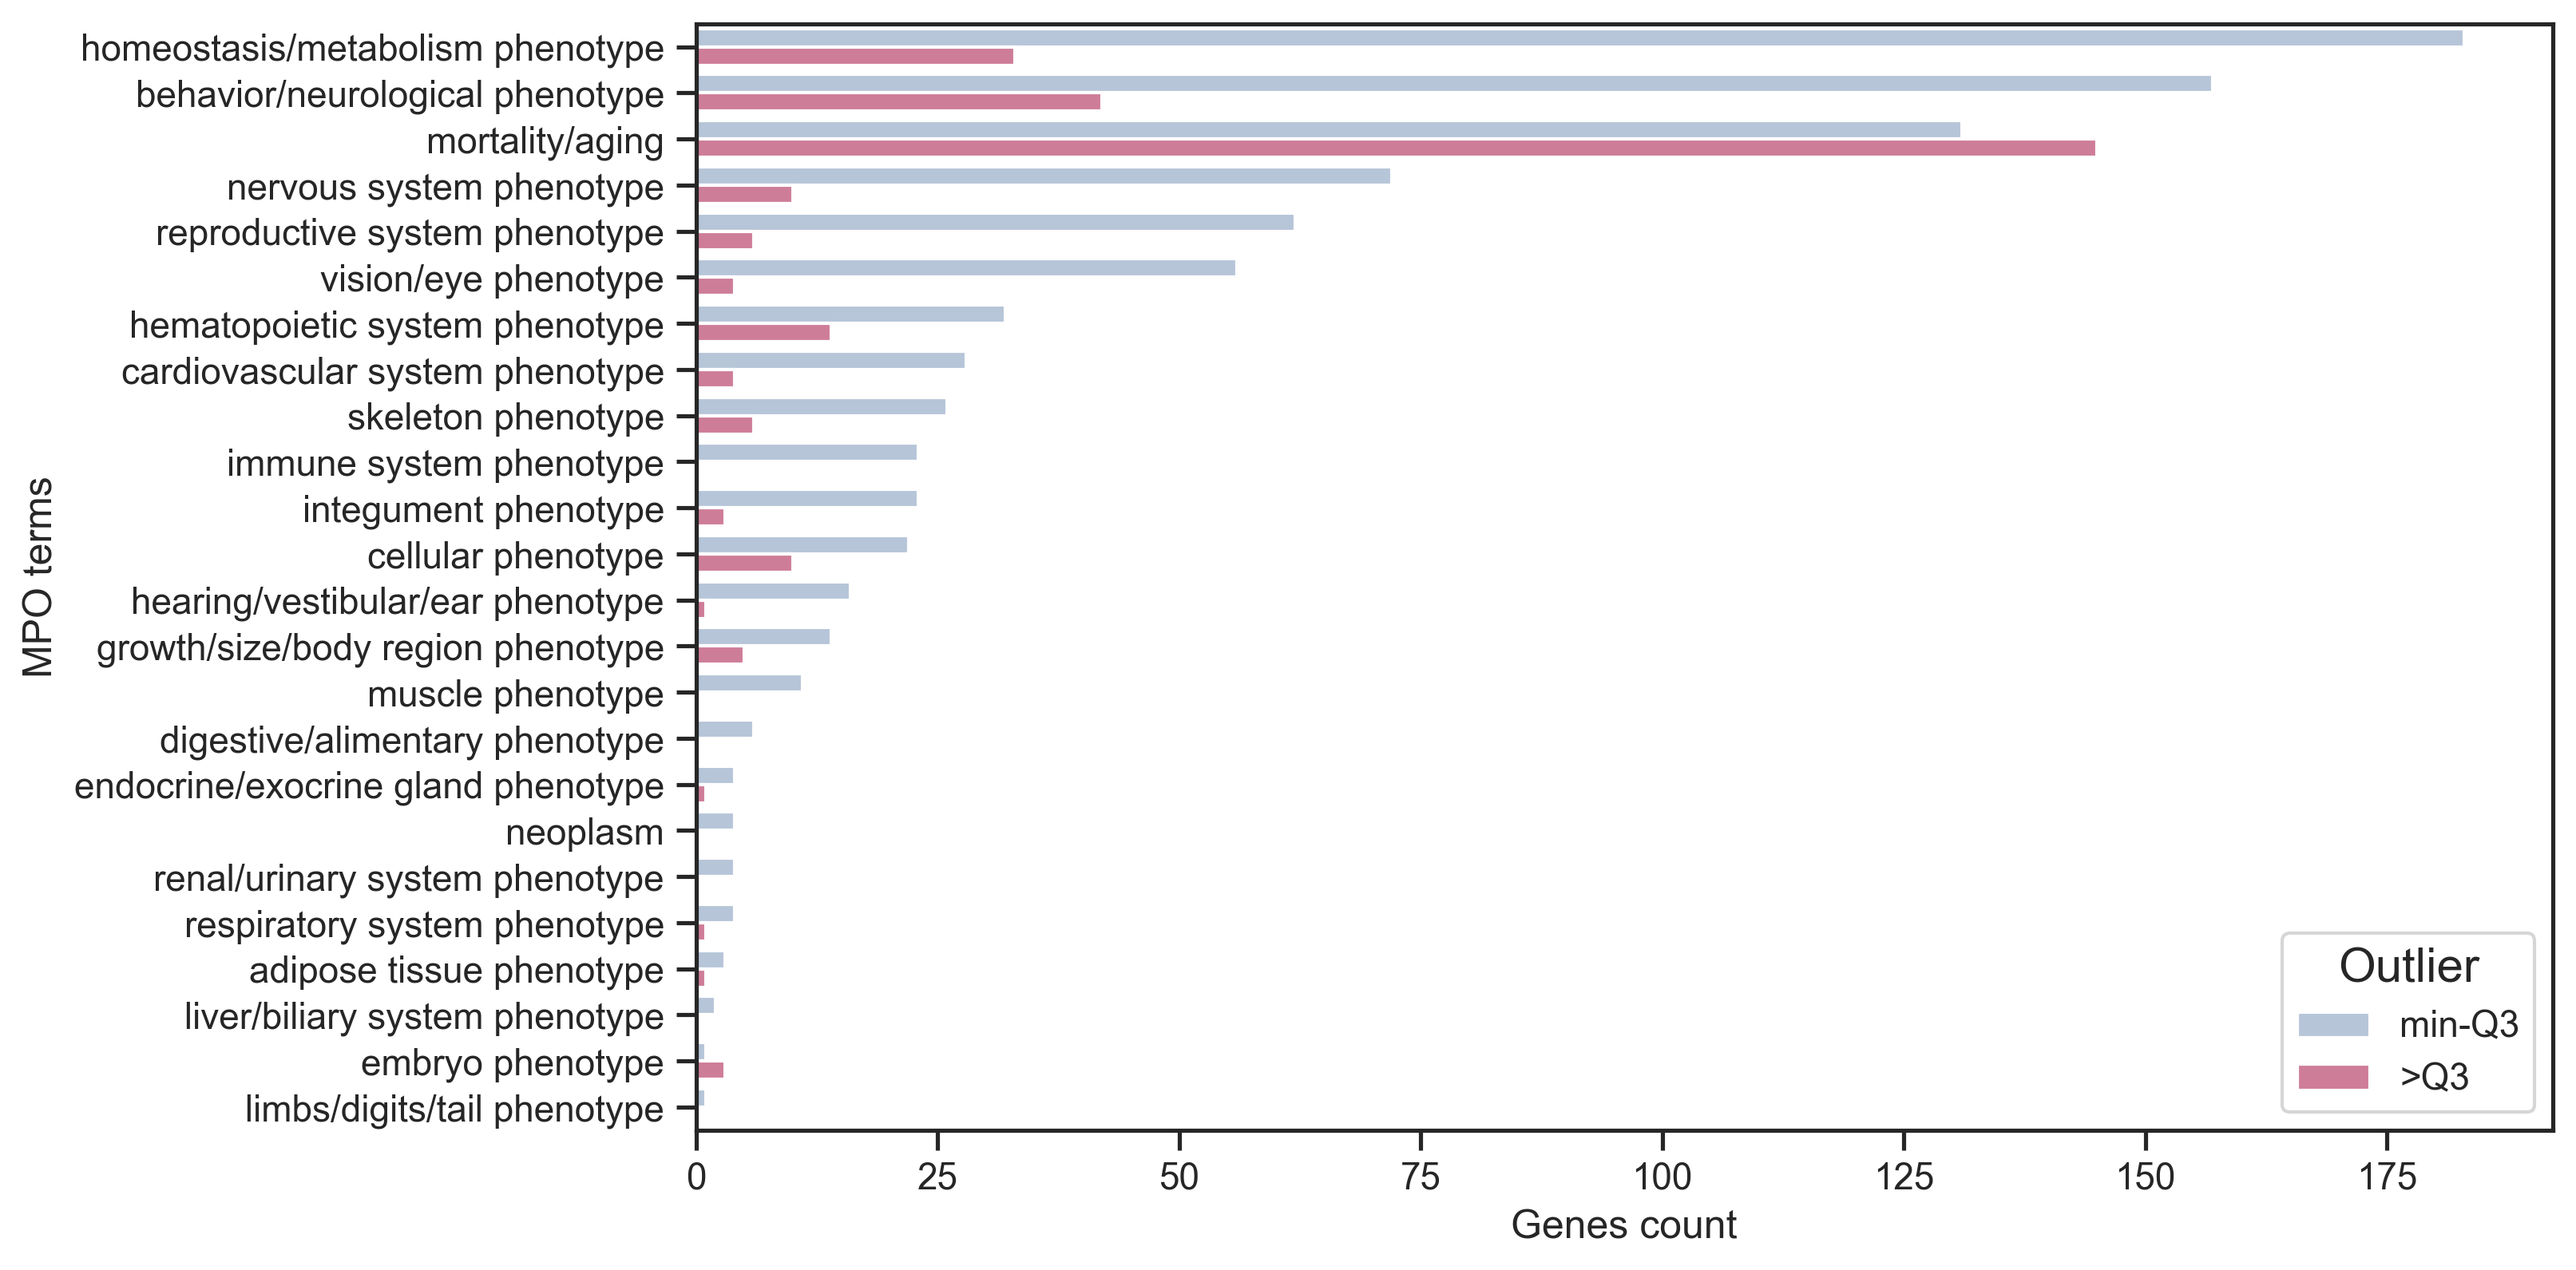 homeostasis/metabolism phenotype
behavior/neurological phenotype
mortality/aging
nervous system phenotype
reproductive system phenotype
vision/eye phenotype
hematopoietic system phenotype
cardiovascular system phenotype
skeleton phenotype
immune system phenotype
integument phenotype
cellular phenotype
hearing/vestibular/ear phenotype
growth/size/body region phenotype
muscle phenotype
digestive/alimentary phenotype
endocrine/exocrine gland phenotype
neoplasm
renal/urinary system phenotype
respiratory system phenotype
adipose tissue phenotype
liver/biliary system phenotype
embryo phenotype
limbs/digits/tail phenotype
MPO terms
Outlier
min-Q3
>Q3
0 25 50 75 100 125 150 175
Genes count